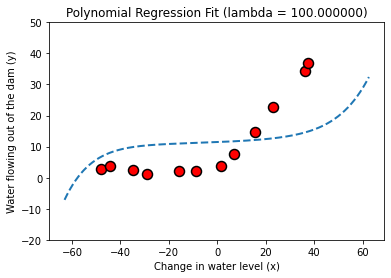 Polynomial Regression Fit (lambda = 100.000000)
50
40
30
20
10
0
−10
−20
Water flowing out of the dam (y)
−60 −40 −20 0 20 40 60
Change in water level (x)